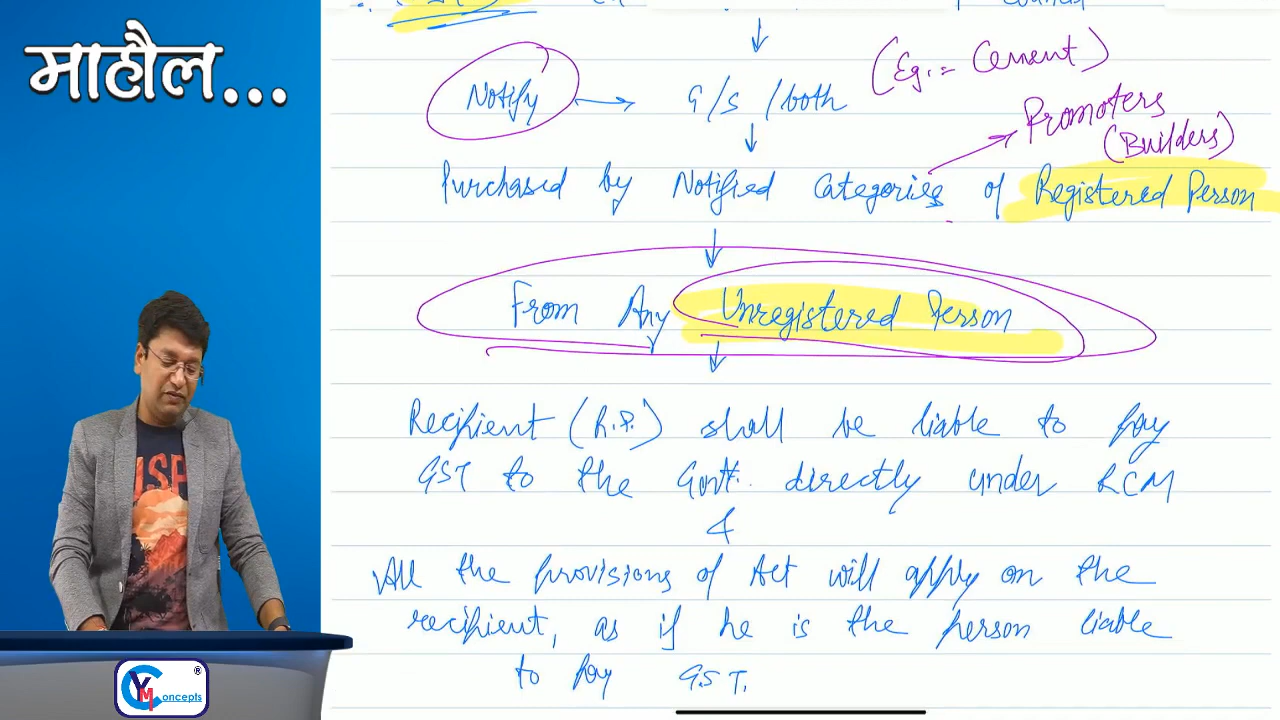 माहौल...
Council
(Eg.:- Cement)
Notify → G/S /both
Promoters
(Builders)
Purchased by Notified Categories of Registered Person
From Any Unregistered Person
Recipient (R.P.) shall be liable to pay
GST to the Govt. directly under RCM
&
All the provisions of Act will apply on the
recipient, as if he is the person liable
to pay GST.
CYM Concepts ®